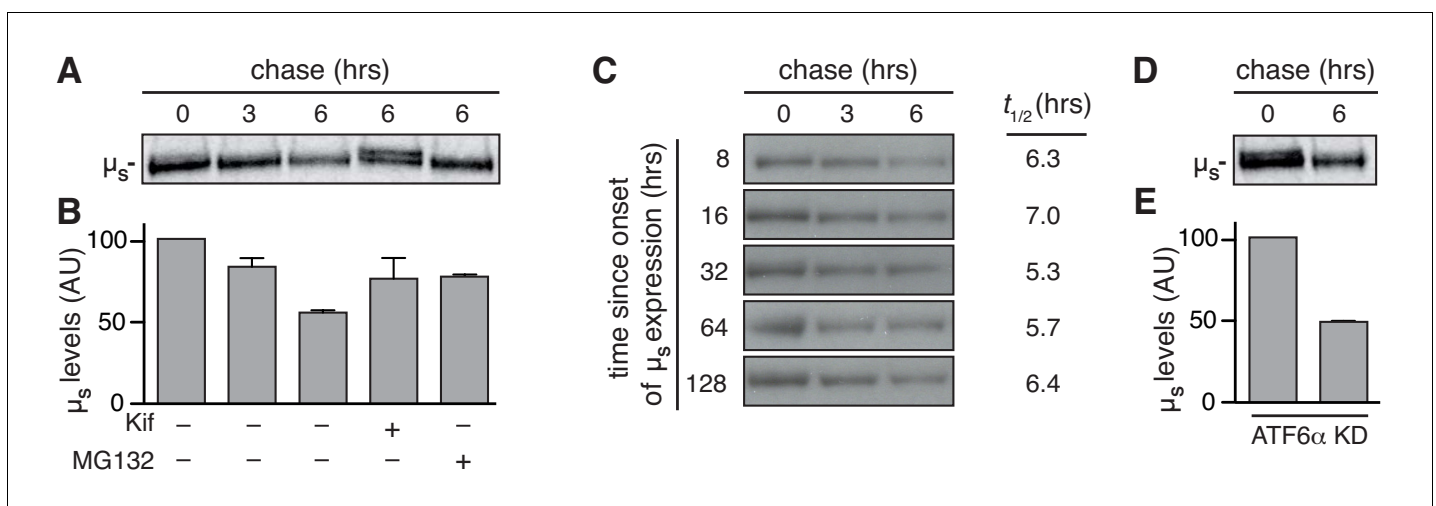 A
chase (hrs)
0 3 6 6 6
μs-
B
μs levels (AU)
100
50
0
Kif – – – + –
MG132 – – – – +
C
chase (hrs)
0 3 6
t1/2 (hrs)
time since onset
of μs expression (hrs)
8 6.3
16 7.0
32 5.3
64 5.7
128 6.4
D
chase (hrs)
0 6
μs-
E
μs levels (AU)
100
50
0
ATF6α KD